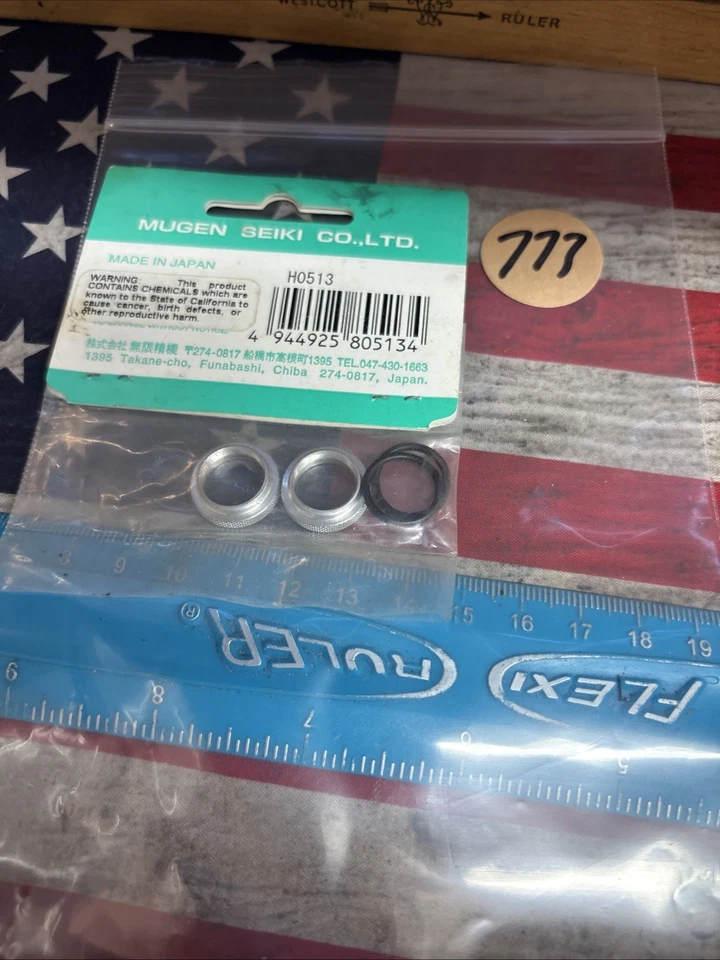 WESTCOTT RULER
MUGEN SEIKI CO.,LTD.
MADE IN JAPAN
773
H0513
WARNING: This product
CONTAINS CHEMICALS which are
known to the State of California to
cause cancer, birth defects, or
other reproductive harm.
WITHOUT NOTICE
4 944925 805134
株式会社 無限精機 〒274-0817 船橋市高根町1395 TEL.047-430-1663
1395 Takane-cho, Funabashi, Chiba 274-0817, Japan.
8 9 10 11 12 13 14 15 16 17 18 19
FLEXI RULER®
9 8 7 6 5